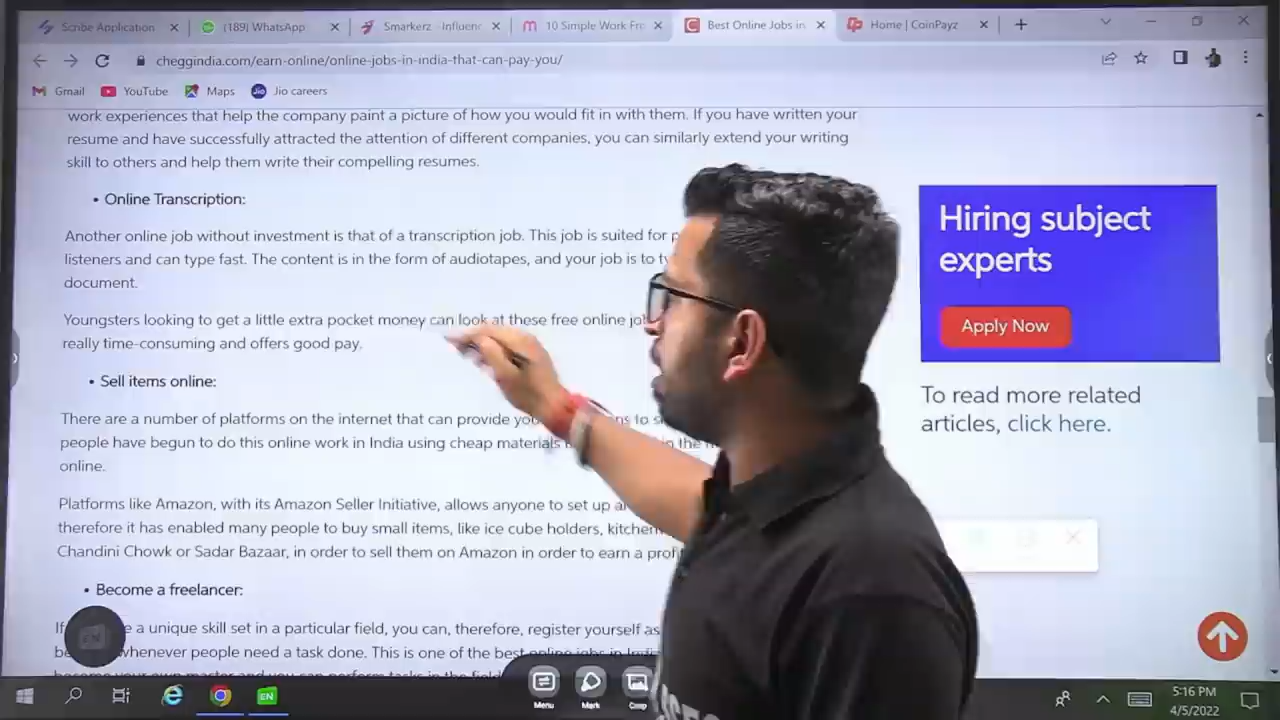 Scribe Application
(189) WhatsApp
Smarkerz - Influenc
10 Simple Work Fro
Best Online Jobs in
Home | CoinPayz
cheggindia.com/earn-online/online-jobs-in-india-that-can-pay-you/
Gmail
YouTube
Maps
Jio
Jio careers
work experiences that help the company paint a picture of how you would fit in with them. If you have written your
resume and have successfully attracted the attention of different companies, you can similarly extend your writing
skill to others and help them write their compelling resumes.
• Online Transcription:
Another online job without investment is that of a transcription job. This job is suited for
listeners and can type fast. The content is in the form of audiotapes, and your job is to
document.
Youngsters looking to get a little extra pocket money can look at these free online
really time-consuming and offers good pay.
• Sell items online:
There are a number of platforms on the internet that can provide to
people have begun to do this online work in India using cheap materials in the
online.
Platforms like Amazon, with its Amazon Seller Initiative, allows anyone to set up
therefore it has enabled many people to buy small items, like ice cube holders,
Chandini Chowk or Sadar Bazaar, in order to sell them on Amazon in order to earn a
• Become a freelancer:
a unique skill set in a particular field, you can, therefore, register yourself as
whenever people need a task done. This is one of the best online jobs in
Hiring subject
experts
Apply Now
To read more related
articles, click here.
EN
Menu
Mark
Crop
EN
5:16 PM
4/5/2022